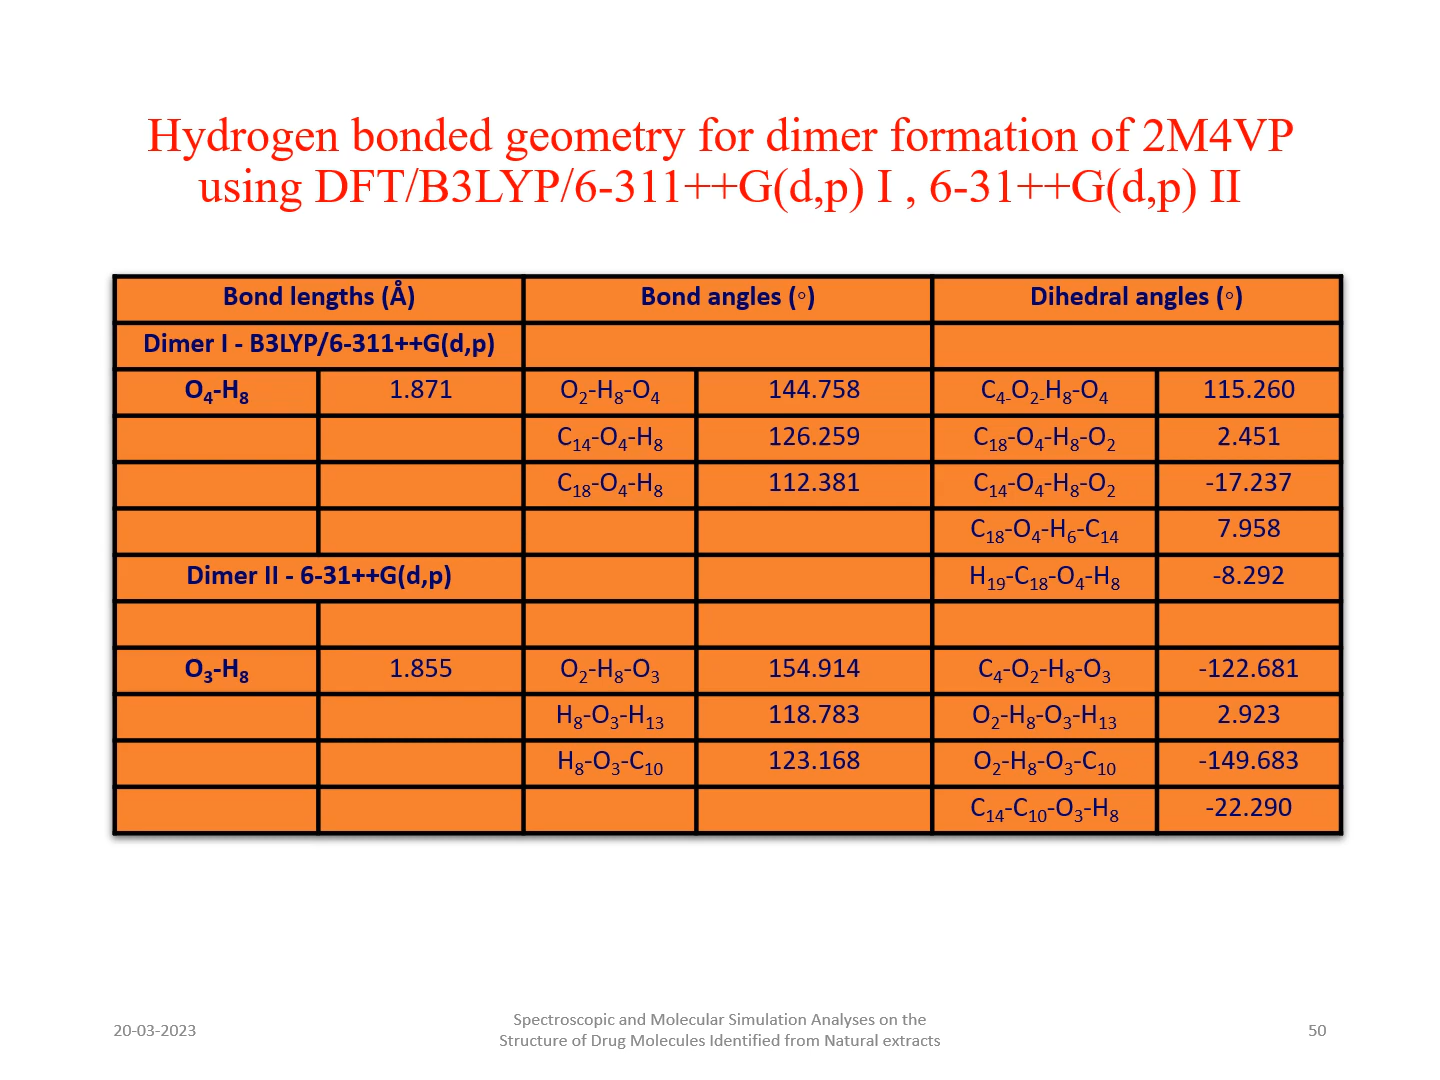 Hydrogen bonded geometry for dimer formation of 2M4VP
using DFT/B3LYP/6-311++G(d,p) I , 6-31++G(d,p) II
Bond lengths (Å) Bond angles (◦) Dihedral angles (◦)
Dimer I - B3LYP/6-311++G(d,p)
O₄-H₈ 1.871 O₂-H₈-O₄ 144.758 C₄₋O₂₋H₈-O₄ 115.260
C₁₄-O₄-H₈ 126.259 C₁₈-O₄-H₈-O₂ 2.451
C₁₈-O₄-H₈ 112.381 C₁₄-O₄-H₈-O₂ -17.237
C₁₈-O₄-H₆-C₁₄ 7.958
Dimer II - 6-31++G(d,p) H₁₉-C₁₈-O₄-H₈ -8.292
O₃-H₈ 1.855 O₂-H₈-O₃ 154.914 C₄-O₂-H₈-O₃ -122.681
H₈-O₃-H₁₃ 118.783 O₂-H₈-O₃-H₁₃ 2.923
H₈-O₃-C₁₀ 123.168 O₂-H₈-O₃-C₁₀ -149.683
C₁₄-C₁₀-O₃-H₈ -22.290
20-03-2023
Spectroscopic and Molecular Simulation Analyses on the
Structure of Drug Molecules Identified from Natural extracts
50